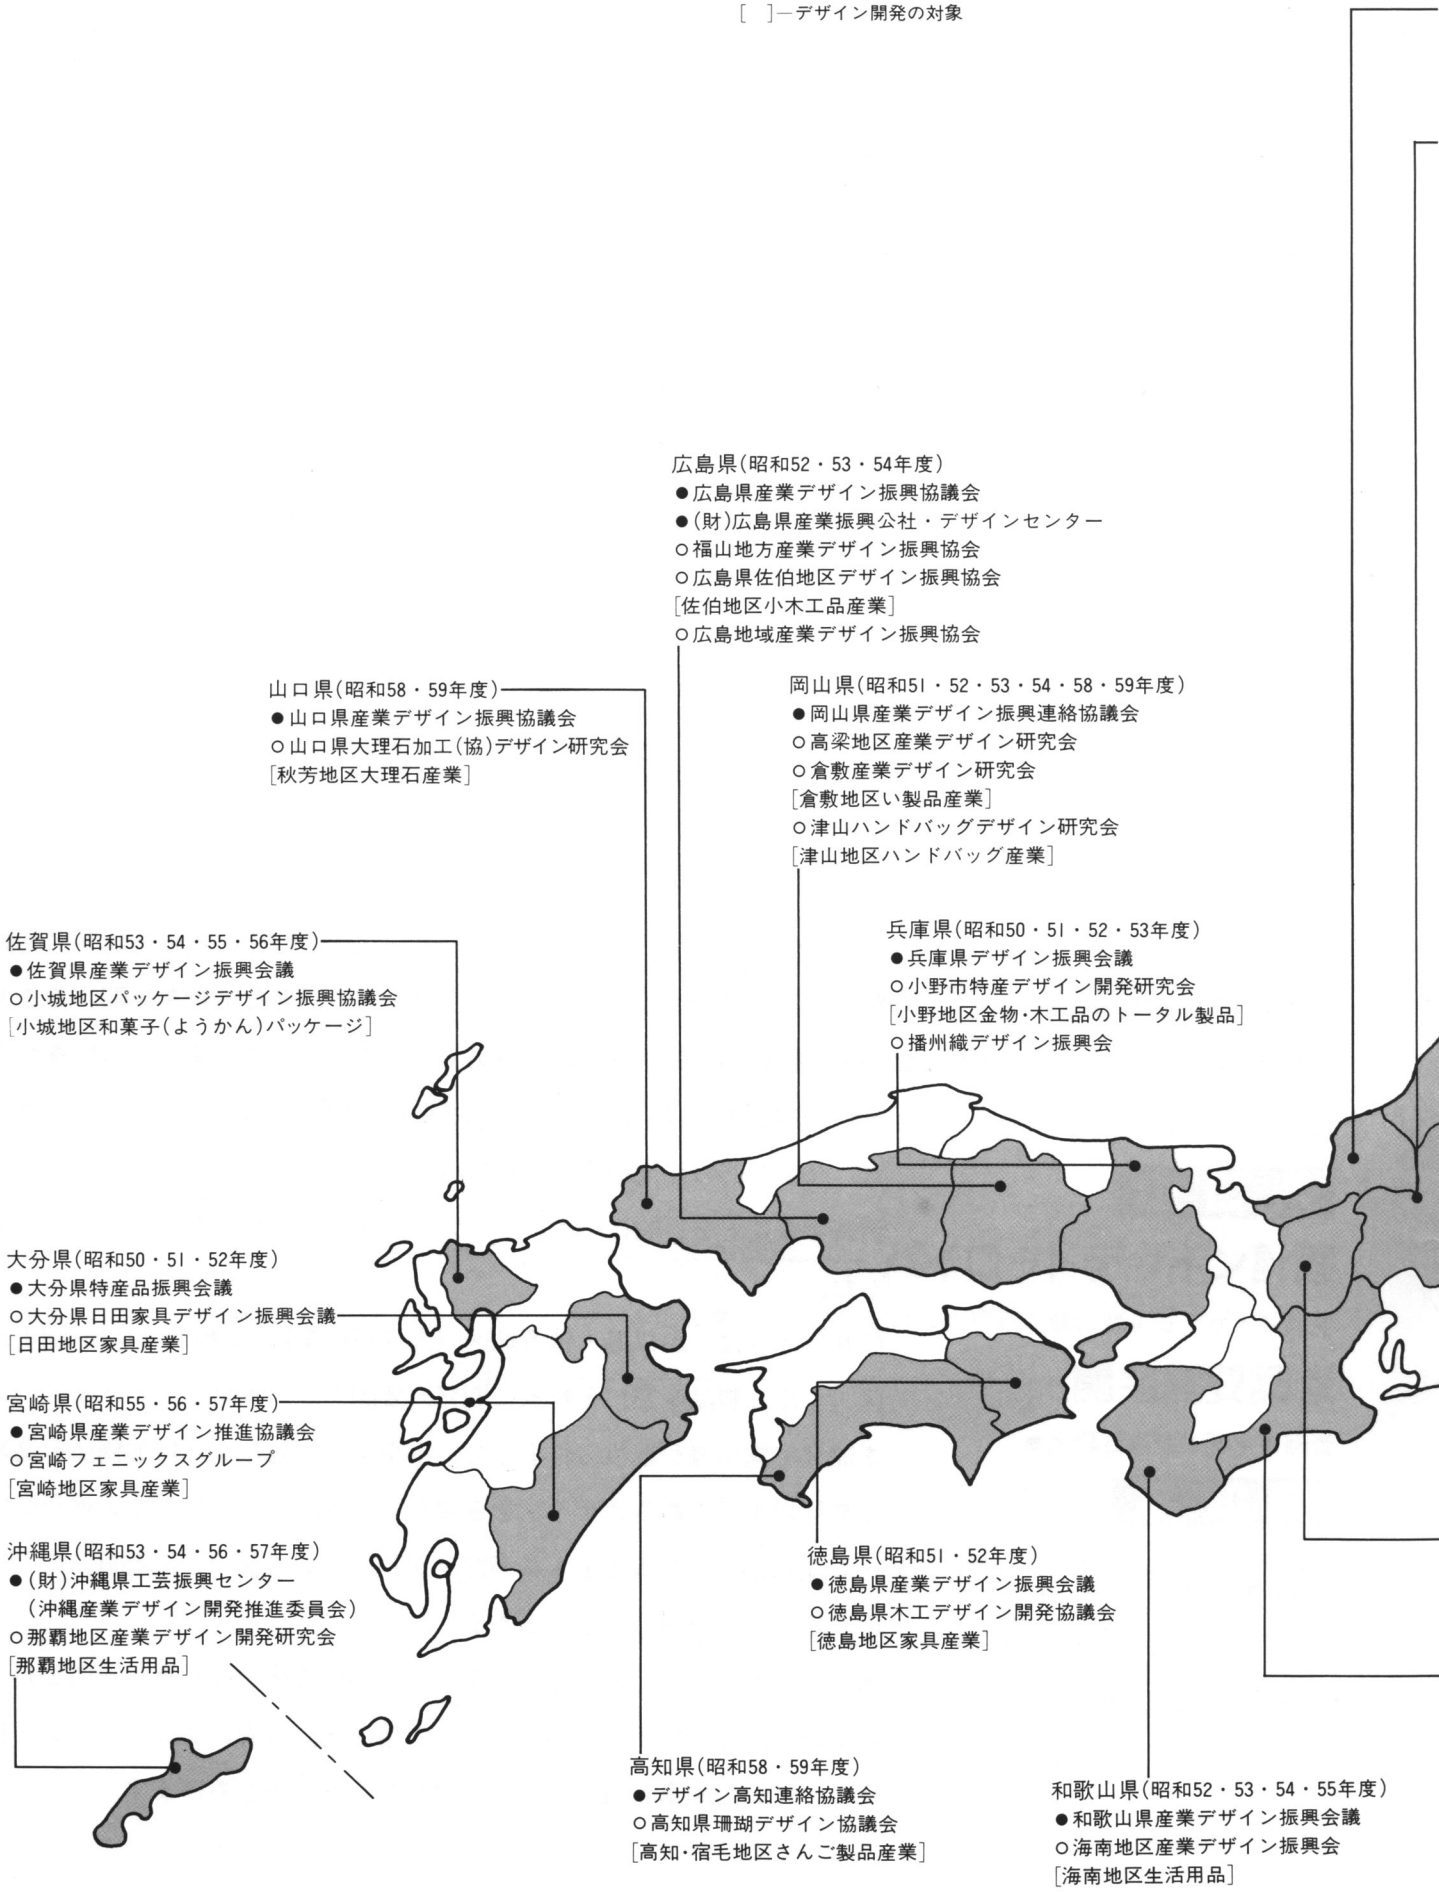 [　]―デザイン開発の対象
広島県(昭和52・53・54年度)
●広島県産業デザイン振興協議会
●(財)広島県産業振興公社・デザインセンター
○福山地方産業デザイン振興協会
○広島県佐伯地区デザイン振興協会
[佐伯地区小木工品産業]
○広島地域産業デザイン振興協会
山口県(昭和58・59年度)
●山口県産業デザイン振興協議会
○山口県大理石加工(協)デザイン研究会
[秋芳地区大理石産業]
岡山県(昭和51・52・53・54・58・59年度)
●岡山県産業デザイン振興連絡協議会
○高梁地区産業デザイン研究会
○倉敷産業デザイン研究会
[倉敷地区い製品産業]
○津山ハンドバッグデザイン研究会
[津山地区ハンドバッグ産業]
佐賀県(昭和53・54・55・56年度)
●佐賀県産業デザイン振興会議
○小城地区パッケージデザイン振興協議会
[小城地区和菓子(ようかん)パッケージ]
兵庫県(昭和50・51・52・53年度)
●兵庫県デザイン振興会議
○小野市特産デザイン開発研究会
[小野地区金物・木工品のトータル製品]
○播州織デザイン振興会
大分県(昭和50・51・52年度)
●大分県特産品振興会議
○大分県日田家具デザイン振興会議
[日田地区家具産業]
宮崎県(昭和55・56・57年度)
●宮崎県産業デザイン推進協議会
○宮崎フェニックスグループ
[宮崎地区家具産業]
沖縄県(昭和53・54・56・57年度)
●(財)沖縄県工芸振興センター
(沖縄産業デザイン開発推進委員会)
○那覇地区産業デザイン開発研究会
[那覇地区生活用品]
徳島県(昭和51・52年度)
●徳島県産業デザイン振興会議
○徳島県木工デザイン開発協議会
[徳島地区家具産業]
高知県(昭和58・59年度)
●デザイン高知連絡協議会
○高知県珊瑚デザイン協議会
[高知・宿毛地区さんご製品産業]
和歌山県(昭和52・53・54・55年度)
●和歌山県産業デザイン振興会議
○海南地区産業デザイン振興会
[海南地区生活用品]